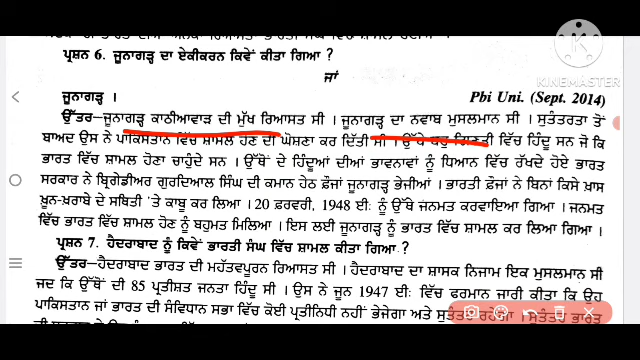 ਪ੍ਰਸ਼ਨ 6. ਜੂਨਾਗੜ੍ਹ ਦਾ ਏਕੀਕਰਨ ਕਿਵੇਂ ਕੀਤਾ ਗਿਆ ?
ਜਾਂ
ਜੂਨਾਗੜ੍ਹ । Pbi Uni. (Sept. 2014)
ਉੱਤਰ–ਜੂਨਾਗੜ੍ਹ ਕਾਠੀਆਵਾੜ ਦੀ ਮੁੱਖ ਰਿਆਸਤ ਸੀ । ਜੂਨਾਗੜ੍ਹ ਦਾ ਨਵਾਬ ਮੁਸਲਮਾਨ ਸੀ । ਸੁਤੰਤਰਤਾ ਤੋਂ
ਬਾਅਦ ਉਸ ਨੇ ਪਾਕਿਸਤਾਨ ਵਿੱਚ ਸ਼ਾਮਲ ਹੋਣ ਦੀ ਘੋਸ਼ਣਾ ਕਰ ਦਿੱਤੀ ਸੀ । ਉੱਥੇ ਬਹੁ ਗਿਣਤੀ ਵਿੱਚ ਹਿੰਦੂ ਸਨ ਜੋ ਕਿ
ਭਾਰਤ ਵਿੱਚ ਸ਼ਾਮਲ ਹੋਣਾ ਚਾਹੁੰਦੇ ਸਨ । ਉੱਥੋਂ ਦੇ ਹਿੰਦੂਆਂ ਦੀਆਂ ਭਾਵਨਾਵਾਂ ਨੂੰ ਧਿਆਨ ਵਿੱਚ ਰੱਖਦੇ ਹੋਏ ਭਾਰਤ
ਸਰਕਾਰ ਨੇ ਬ੍ਰਿਗੇਡੀਅਰ ਗੁਰਦਿਆਲ ਸਿੰਘ ਦੀ ਕਮਾਨ ਹੇਠ ਫੌਜਾਂ ਜੂਨਾਗੜ੍ਹ ਭੇਜੀਆਂ । ਭਾਰਤੀ ਫੌਜਾਂ ਨੇ ਬਿਨਾਂ ਕਿਸੇ ਖ਼ਾਸ
ਖੂਨ-ਖ਼ਰਾਬੇ ਦੇ ਸਥਿਤੀ 'ਤੇ ਕਾਬੂ ਕਰ ਲਿਆ । 20 ਫਰਵਰੀ, 1948 ਈਃ ਨੂੰ ਉੱਥੇ ਜਨਮਤ ਕਰਵਾਇਆ ਗਿਆ । ਜਨਮਤ
ਵਿੱਚ ਭਾਰਤ ਵਿੱਚ ਸ਼ਾਮਲ ਹੋਣ ਨੂੰ ਬਹੁਮਤ ਮਿਲਿਆ । ਇਸ ਲਈ ਜੂਨਾਗੜ੍ਹ ਨੂੰ ਭਾਰਤ ਵਿੱਚ ਸ਼ਾਮਲ ਕਰ ਲਿਆ ਗਿਆ ।
ਪ੍ਰਸ਼ਨ 7. ਹੈਦਰਾਬਾਦ ਨੂੰ ਕਿਵੇਂ ਭਾਰਤੀ ਸੰਘ ਵਿੱਚ ਸ਼ਾਮਲ ਕੀਤਾ ਗਿਆ ?
ਉੱਤਰ–ਹੈਦਰਾਬਾਦ ਭਾਰਤ ਦੀ ਮਹੱਤਵਪੂਰਨ ਰਿਆਸਤ ਸੀ । ਹੈਦਰਾਬਾਦ ਦਾ ਸ਼ਾਸਕ ਨਿਜਾਮ ਇਕ ਮੁਸਲਮਾਨ ਸੀ
ਜਦ ਕਿ ਉੱਥੋਂ ਦੀ 85 ਪ੍ਰਤੀਸ਼ਤ ਜਨਤਾ ਹਿੰਦੂ ਸੀ । ਉਸ ਨੇ ਜੂਨ 1947 ਈਃ ਵਿੱਚ ਫਰਮਾਨ ਜਾਰੀ ਕੀਤਾ ਕਿ ਉਹ
ਪਾਕਿਸਤਾਨ ਜਾਂ ਭਾਰਤ ਦੀ ਸੰਵਿਧਾਨ ਸਭਾ ਵਿੱਚ ਕੋਈ ਪ੍ਰਤੀਨਿਧੀ ਨਹੀਂ ਭੇਜੇਗਾ ਅਤੇ ਸੁਤੰਤਰ ਰਹੇਗਾ । ਸੁਤੰਤਰ ਭਾਰਤ
KINEMASTER